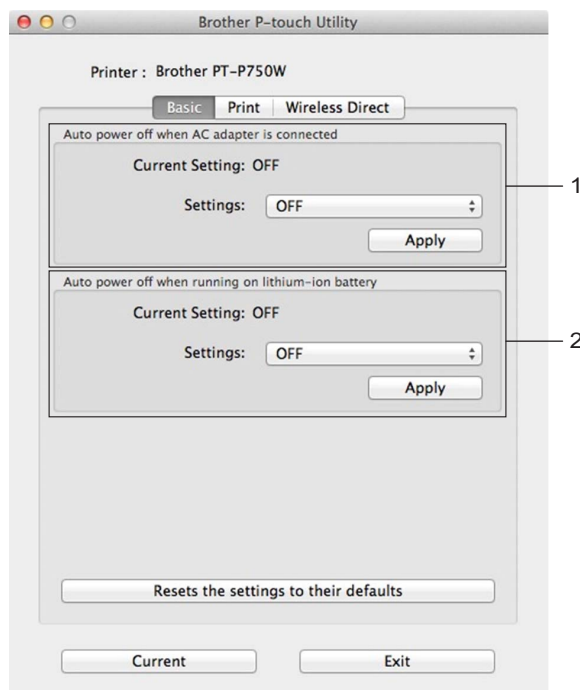 Brother P-touch Utility
Printer : Brother PT-P750W
Basic Print Wireless Direct
Auto power off when AC adapter is connected
Current Setting: OFF
Settings: OFF
Apply
1
Auto power off when running on lithium-ion battery
Current Setting: OFF
Settings: OFF
Apply
2
Resets the settings to their defaults
Current Exit